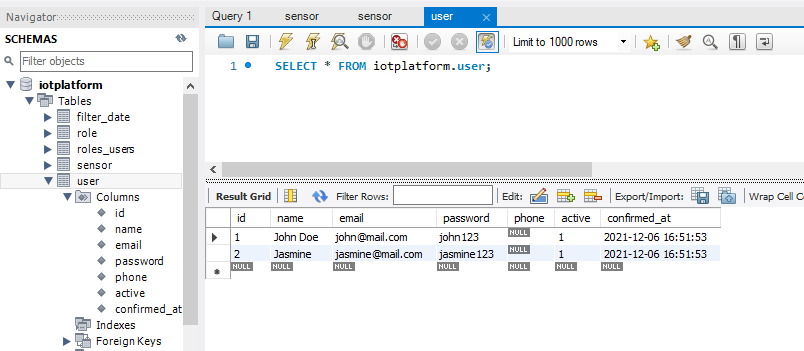 Navigator
Query 1 sensor sensor user
SCHEMAS
Filter objects
Limit to 1000 rows
1 SELECT * FROM iotplatform.user;
iotplatform
Tables
filter_date
role
roles_users
sensor
user
Columns
id
name
email
password
phone
active
confirmed_at
Indexes
Foreign Keys
Result Grid Filter Rows: Edit: Export/Import: Wrap Cell Co
id name email password phone active confirmed_at
1 John Doe john@mail.com john123 NULL 1 2021-12-06 16:51:53
2 Jasmine jasmine@mail.com jasmine123 NULL 1 2021-12-06 16:51:53
NULL NULL NULL NULL NULL NULL NULL